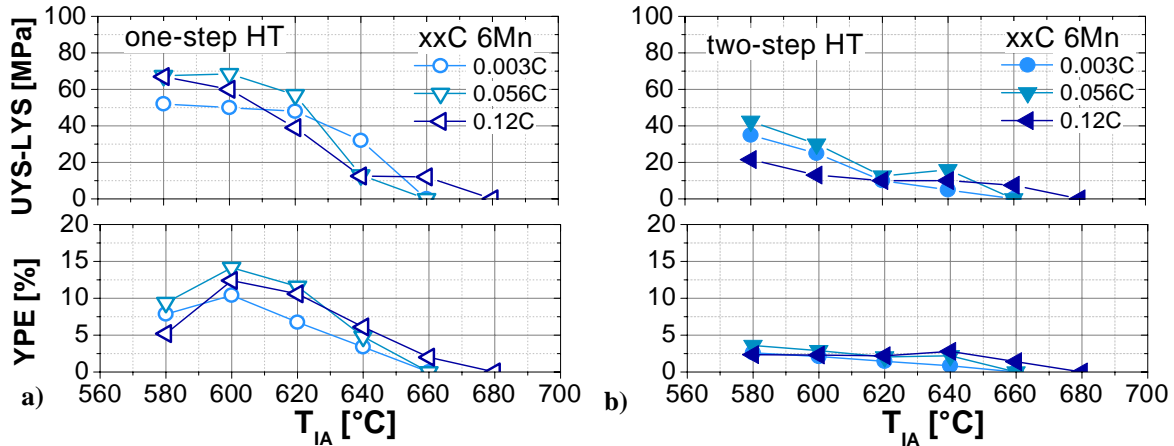 UYS-LYS [MPa]
100
80
60
40
20
0
one-step HT
xxC 6Mn
0.003C
0.056C
0.12C
YPE [%]
20
15
10
5
0
560 580 600 620 640 660 680 700
a)
T_IA [°C]
100
80
60
40
20
0
two-step HT
xxC 6Mn
0.003C
0.056C
0.12C
20
15
10
5
0
560 580 600 620 640 660 680 700
b)
T_IA [°C]